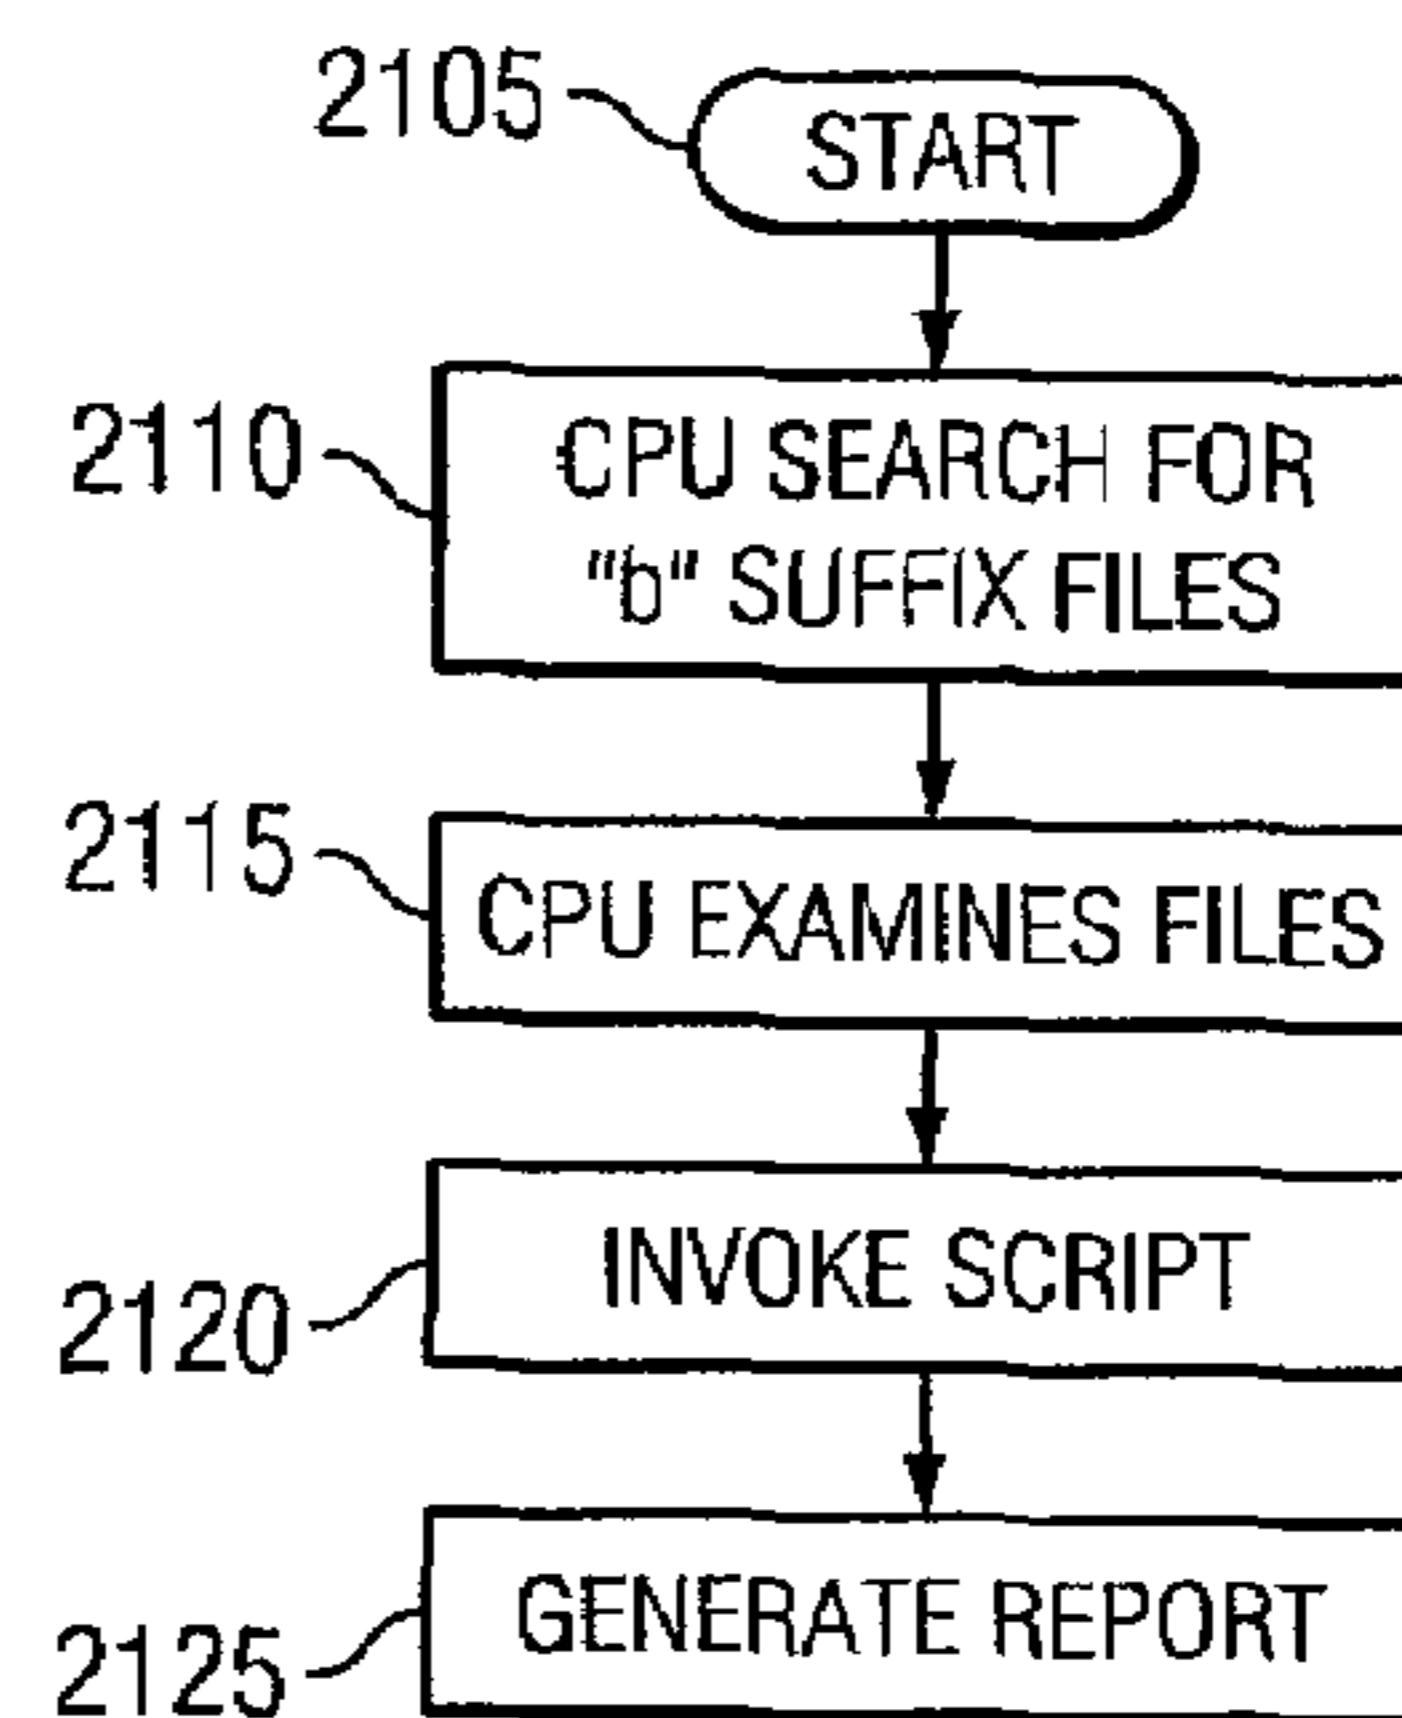 2105
START
2110
CPU SEARCH FOR
"b" SUFFIX FILES
2115
CPU EXAMINES FILES
2120
INVOKE SCRIPT
2125
GENERATE REPORT